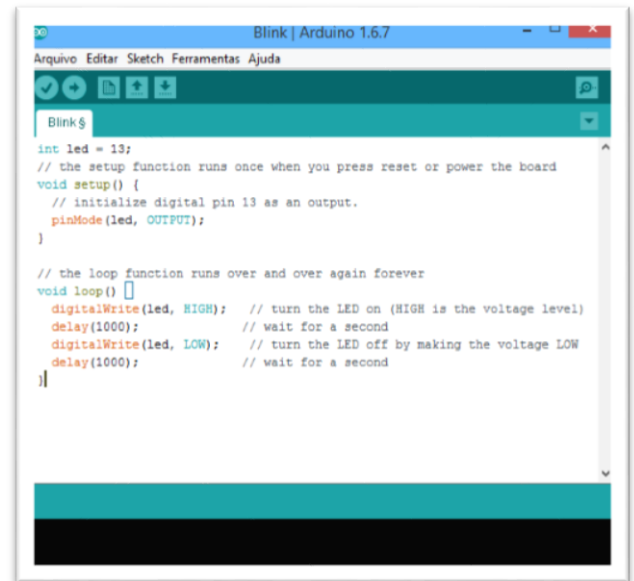 Blink | Arduino 1.6.7
Arquivo Editar Sketch Ferramentas Ajuda
Blink §
int led = 13;
// the setup function runs once when you press reset or power the board
void setup() {
  // initialize digital pin 13 as an output.
  pinMode(led, OUTPUT);
}

// the loop function runs over and over again forever
void loop() {
  digitalWrite(led, HIGH);   // turn the LED on (HIGH is the voltage level)
  delay(1000);              // wait for a second
  digitalWrite(led, LOW);    // turn the LED off by making the voltage LOW
  delay(1000);              // wait for a second
}